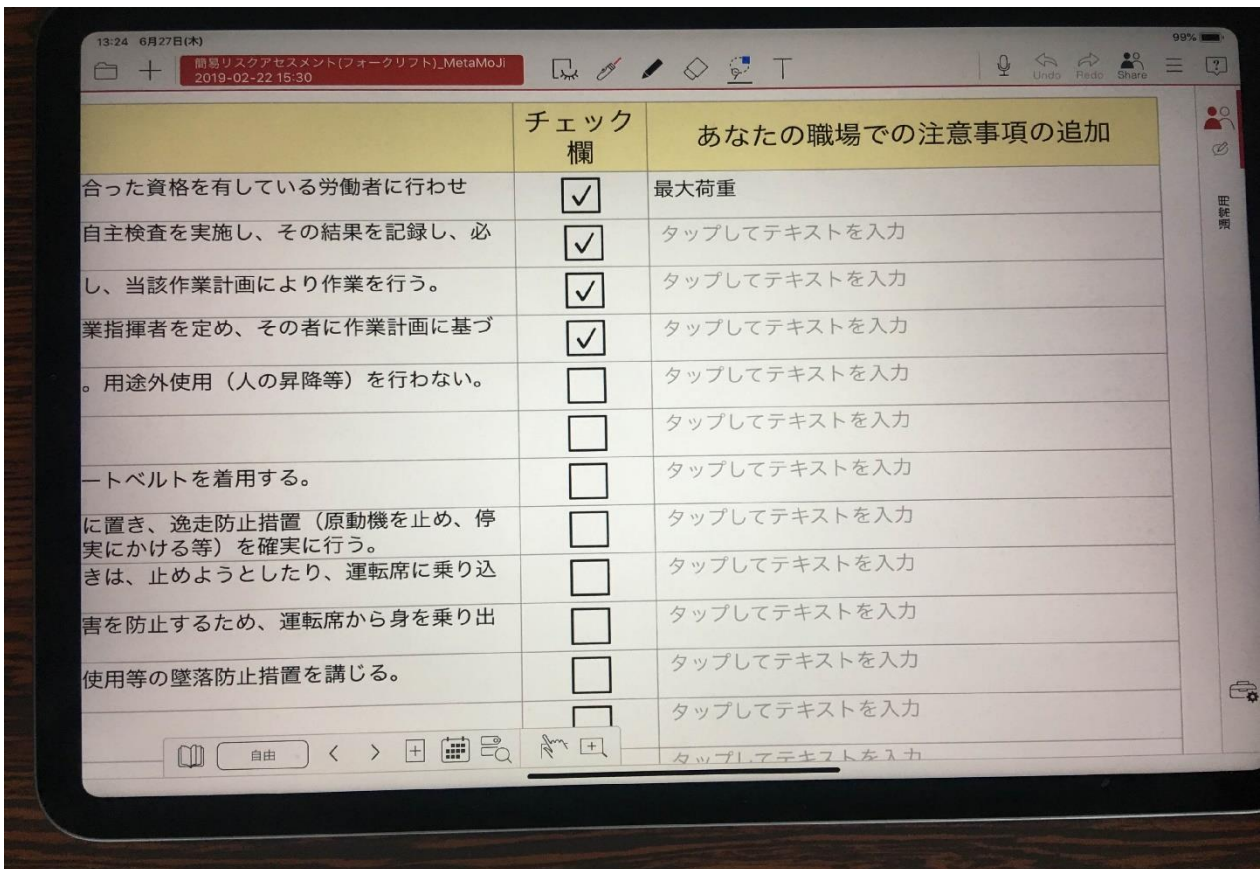 13:24 6月27日(木)
99%
簡易リスクアセスメント(フォークリフト)_MetaMoJi
2019-02-22 15:30
T
Undo
Redo
Share
?
チェック
欄
あなたの職場での注意事項の追加
合った資格を有している労働者に行わせ
最大荷重
自主検査を実施し、その結果を記録し、必
タップしてテキストを入力
し、当該作業計画により作業を行う。
タップしてテキストを入力
業指揮者を定め、その者に作業計画に基づ
タップしてテキストを入力
。用途外使用（人の昇降等）を行わない。
タップしてテキストを入力
タップしてテキストを入力
ートベルトを着用する。
タップしてテキストを入力
に置き、逸走防止措置（原動機を止め、停
実にかける等）を確実に行う。
タップしてテキストを入力
きは、止めようとしたり、運転席に乗り込
タップしてテキストを入力
害を防止するため、運転席から身を乗り出
タップしてテキストを入力
使用等の墜落防止措置を講じる。
タップしてテキストを入力
タップしてテキストを入力
タップしてテキストを入力
自由